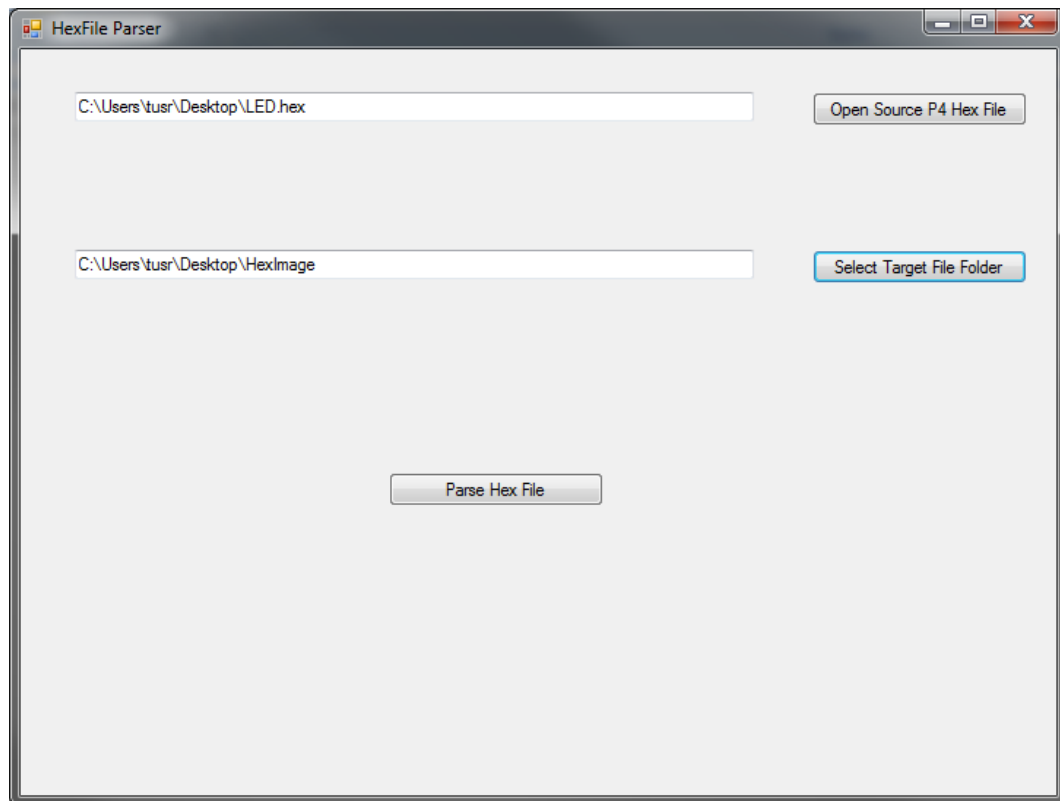 HexFile Parser
C:\Users\tusr\Desktop\LED.hex
Open Source P4 Hex File
C:\Users\tusr\Desktop\HexImage
Select Target File Folder
Parse Hex File